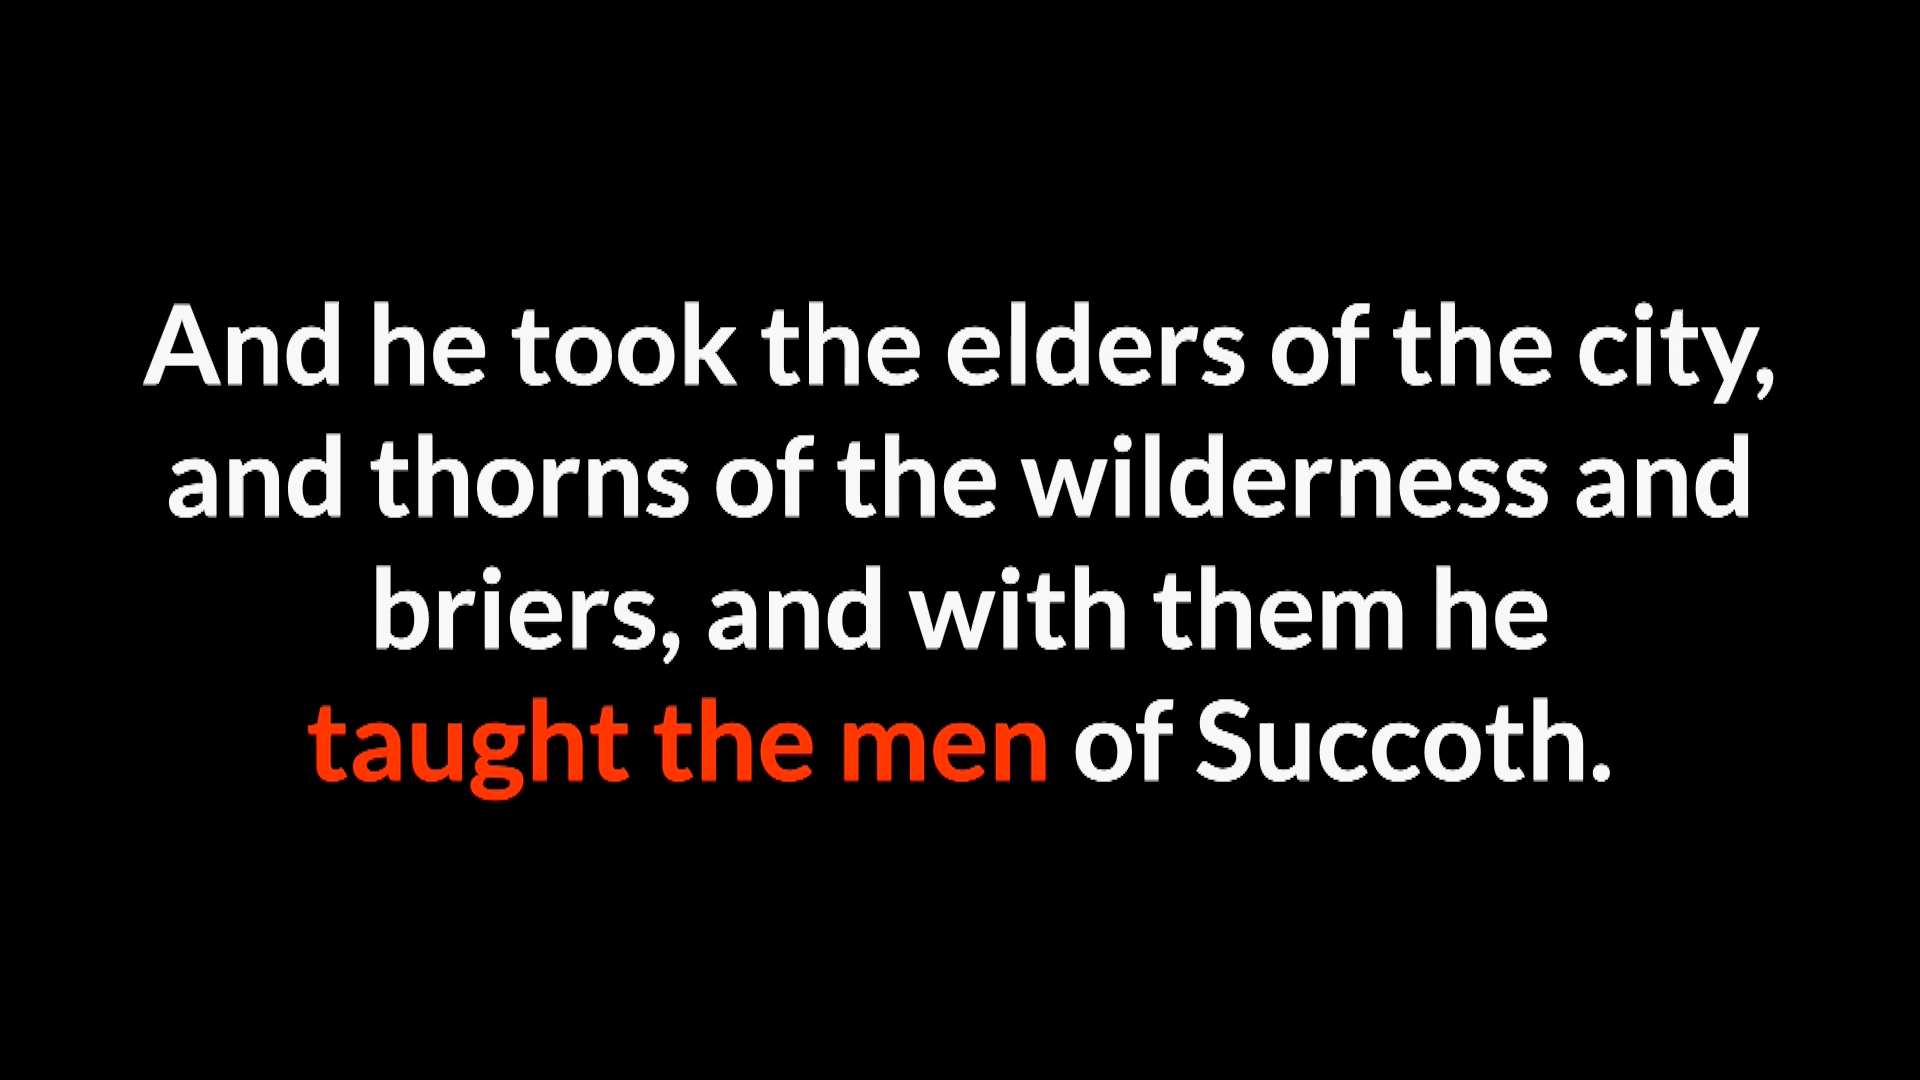 And he took the elders of the city,
and thorns of the wilderness and
briers, and with them he
taught the men of Succoth.